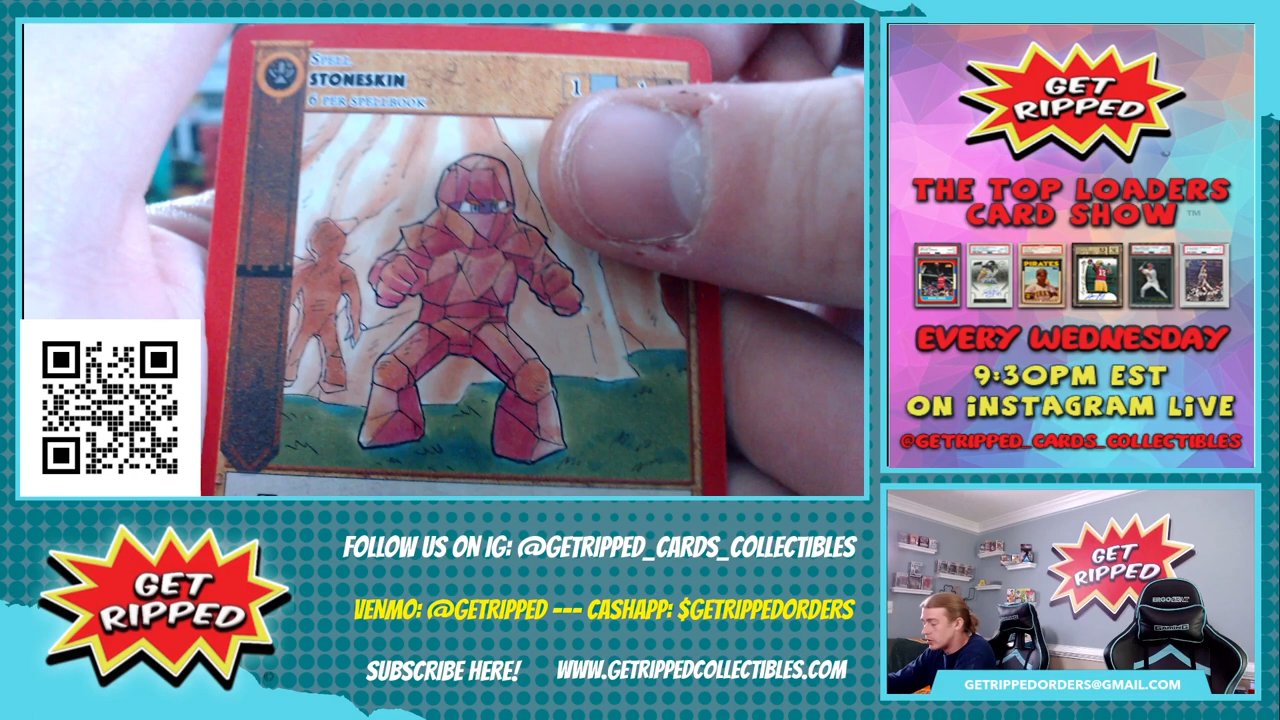 SPELL
STONESKIN
6 PER SPELLBOOK
1
GET
RIPPED
THE TOP LOADERS
CARD SHOW ™
PIRATES
EVERY WEDNESDAY
9:30PM EST
ON INSTAGRAM LIVE
@GETRIPPED_CARDS_COLLECTIBLES
GET
RIPPED
FOLLOW US ON IG: @GETRIPPED_CARDS_COLLECTIBLES
VENMO: @GETRIPPED --- CASHAPP: $GETRIPPEDORDERS
SUBSCRIBE HERE! WWW.GETRIPPEDCOLLECTIBLES.COM
GET
RIPPED
GETRIPPEDORDERS@GMAIL.COM